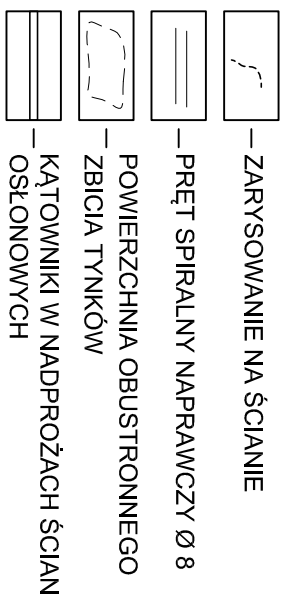 — ZARYSOWANIE NA ŚCIANIE
— PRĘT SPIRALNY NAPRAWCZY Ø 8
— POWIERZCHNIA OBUSTRONNEGO
ZBICIA TYNKÓW
— KĄTOWNIKI W NADPROŻACH ŚCIAN
OSŁONOWYCH